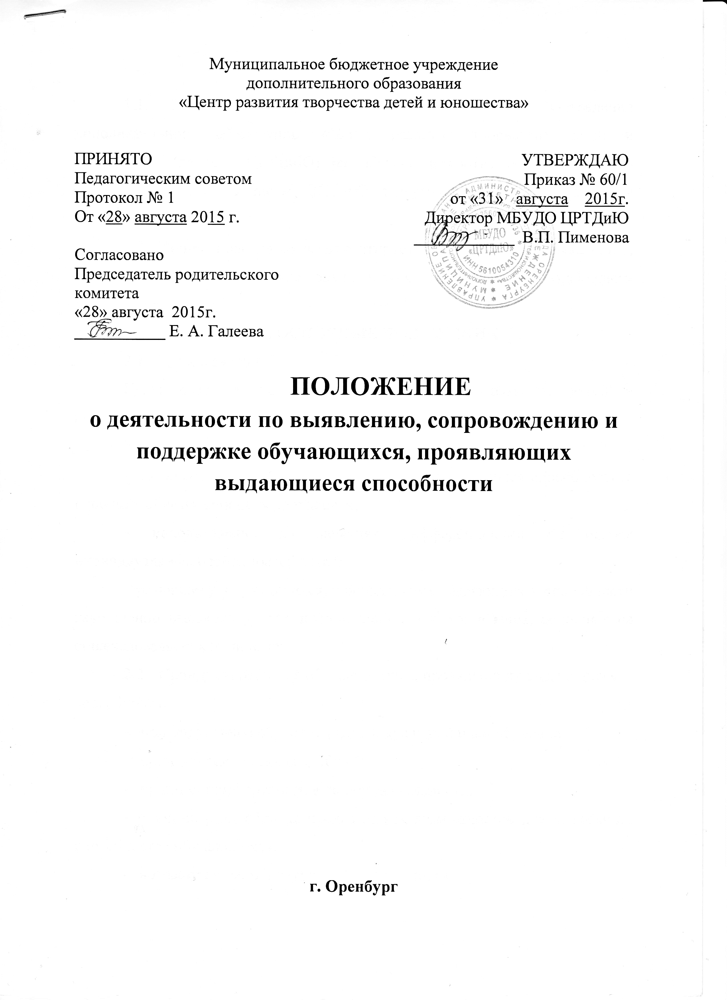 Муниципальное бюджетное учреждение
дополнительного образования
«Центр развития творчества детей и юношества»
ПРИНЯТО
Педагогическим советом
Протокол № 1
От «28» августа 2015 г.
Согласовано
Председатель родительского
комитета
«28» августа 2015г.
Е. А. Галеева
УТВЕРЖДАЮ
Приказ № 60/1
от «31» августа 2015г.
Директор МБУДО ЦРТДиЮ
В.П. Пименова
МБУДО
«ЦРТДиЮ»
ИНН 5610054310
ПОЛОЖЕНИЕ
о деятельности по выявлению, сопровождению и
поддержке обучающихся, проявляющих
выдающиеся способности
г. Оренбург